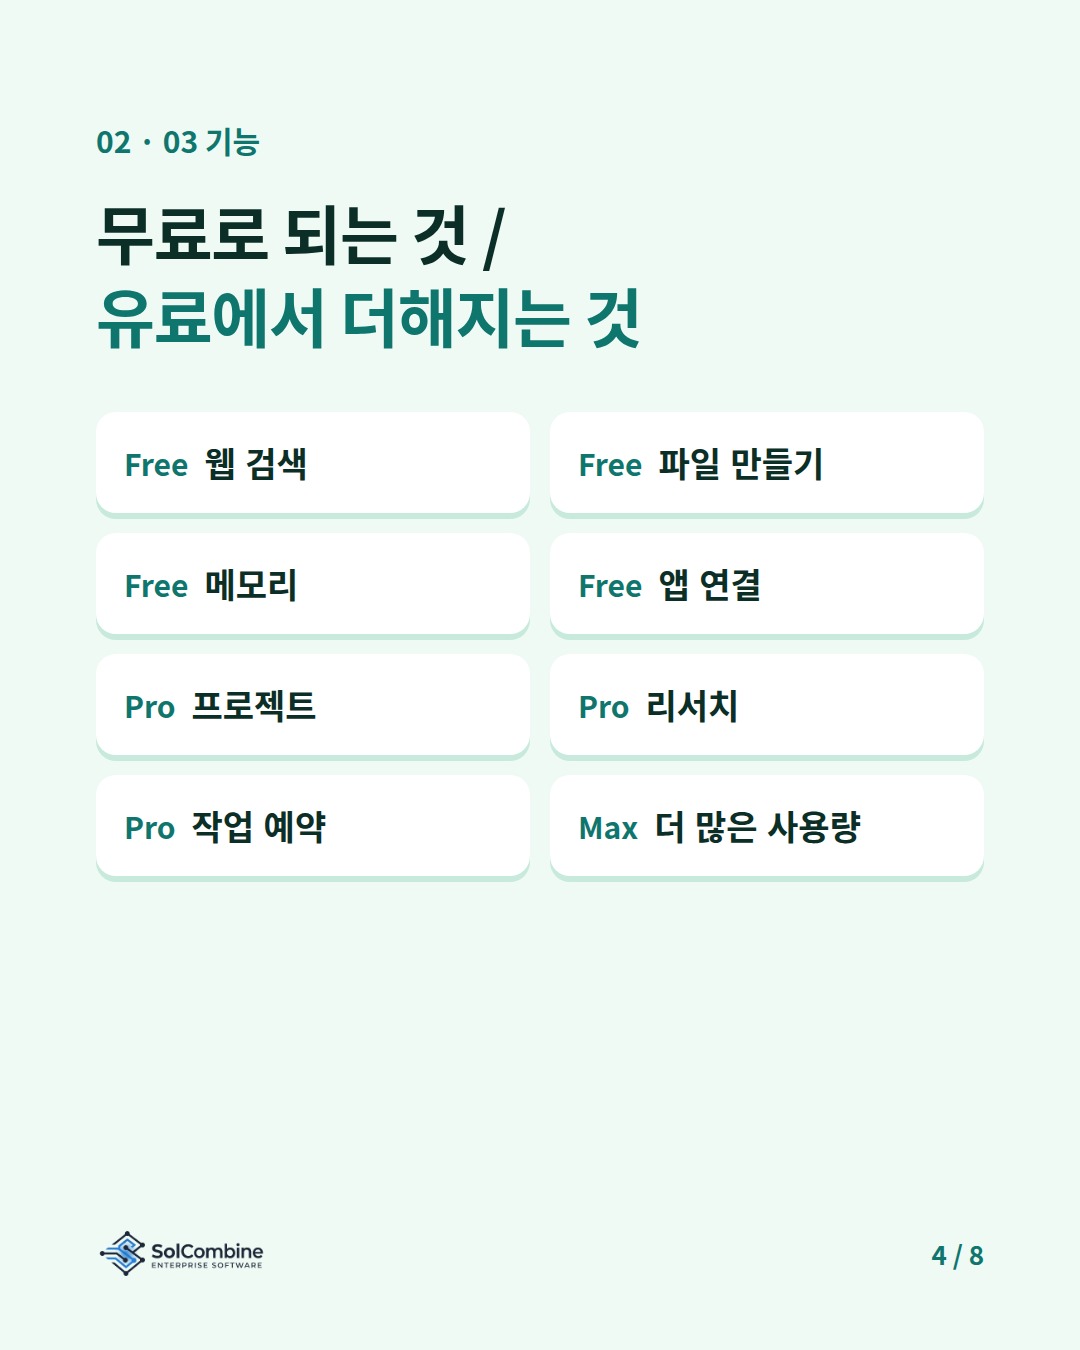 02 · 03 기능
무료로 되는 것 /
유료에서 더해지는 것
Free 웹 검색
Free 파일 만들기
Free 메모리
Free 앱 연결
Pro 프로젝트
Pro 리서치
Pro 작업 예약
Max 더 많은 사용량
SolCombine
ENTERPRISE SOFTWARE
4 / 8